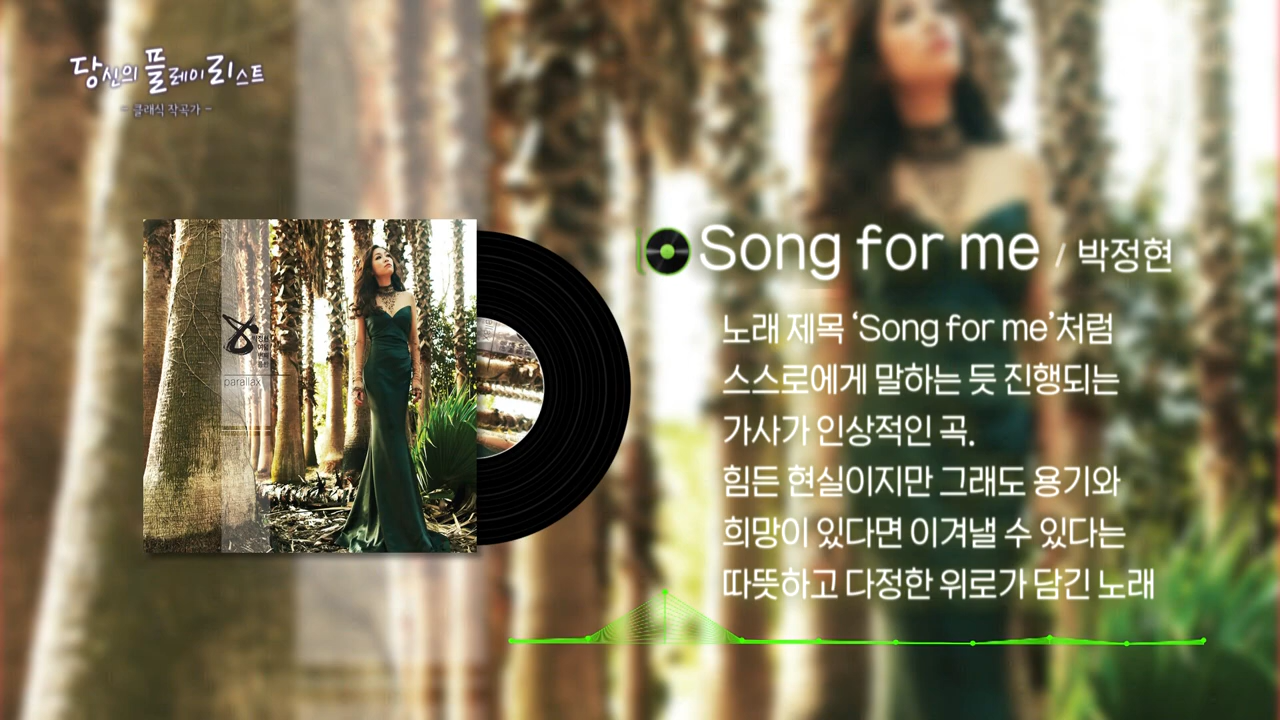 당신의 플레이리스트
- 클래식 작곡가 -
Song for me / 박정현
노래 제목 ‘Song for me’처럼
스스로에게 말하는 듯 진행되는
가사가 인상적인 곡.
힘든 현실이지만 그래도 용기와
희망이 있다면 이겨낼 수 있다는
따뜻하고 다정한 위로가 담긴 노래
8
parallax